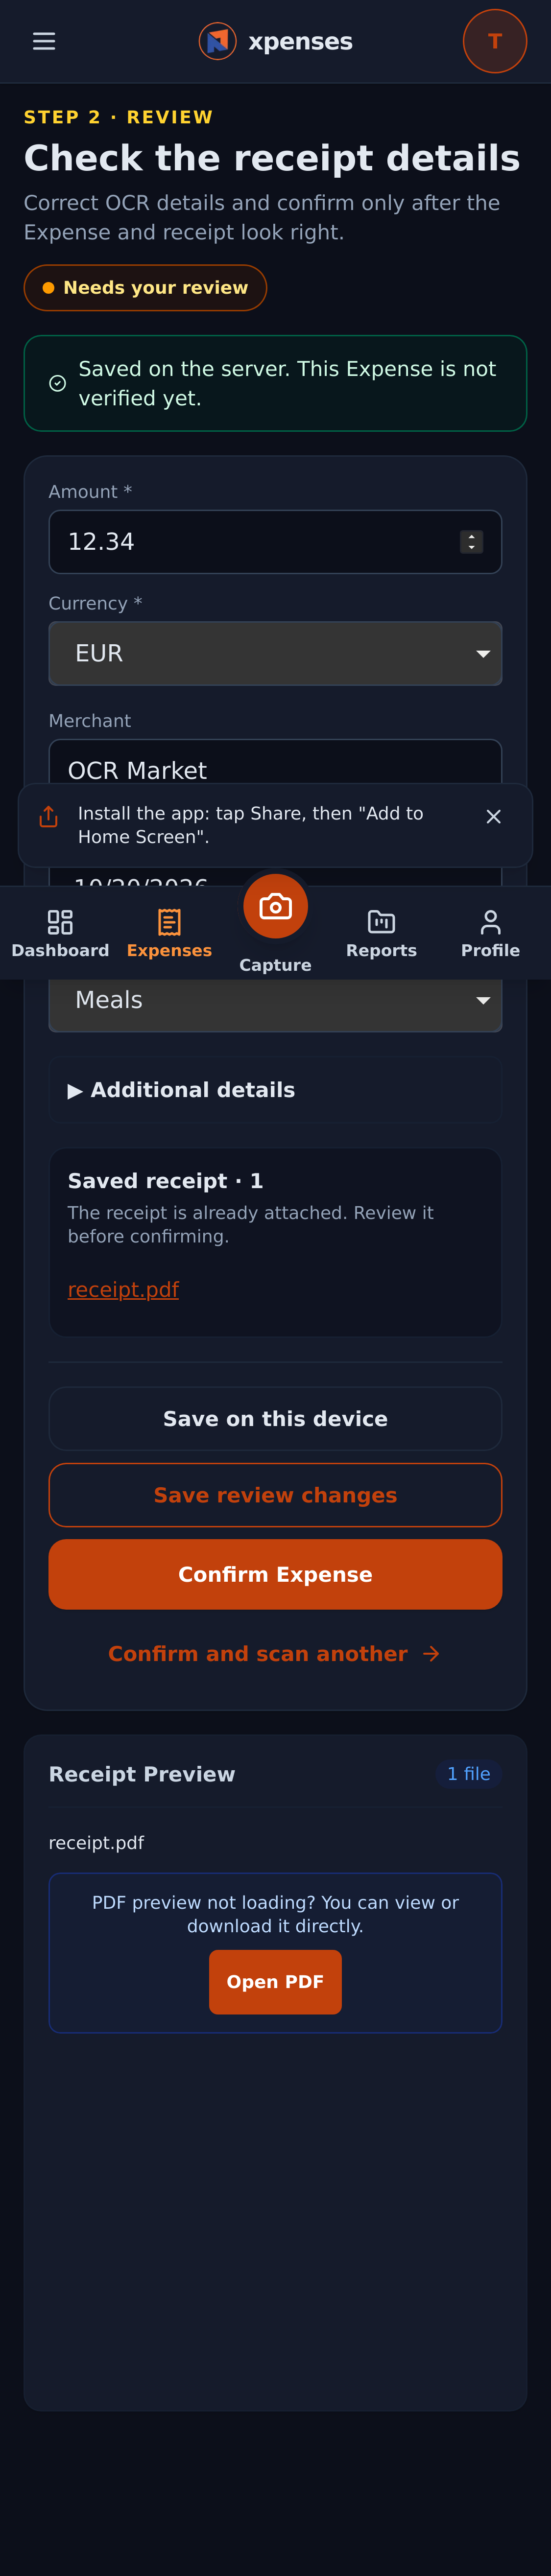 xpenses
T
STEP 2 · REVIEW
Check the receipt details
Correct OCR details and confirm only after the
Expense and receipt look right.
Needs your review
Saved on the server. This Expense is not
verified yet.
Amount *
12.34
Currency *
EUR
Merchant
OCR Market
Install the app: tap Share, then "Add to
Home Screen".
Dashboard
Expenses
Capture
Reports
Profile
Meals
▶ Additional details
Saved receipt · 1
The receipt is already attached. Review it
before confirming.
receipt.pdf
Save on this device
Save review changes
Confirm Expense
Confirm and scan another →
Receipt Preview
1 file
receipt.pdf
PDF preview not loading? You can view or
download it directly.
Open PDF